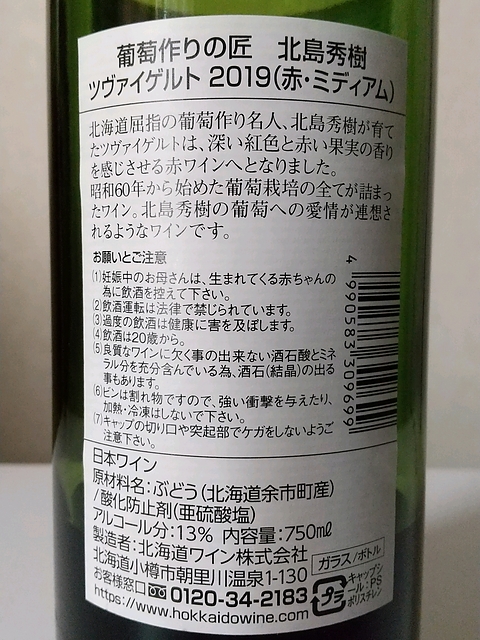 葡萄作りの匠　北島秀樹
ツヴァイゲルト 2019(赤・ミディアム)
北海道屈指の葡萄作り名人、北島秀樹が育て
たツヴァイゲルトは、深い紅色と赤い果実の香り
を感じさせる赤ワインへとなりました。
昭和60年から始めた葡萄栽培の全てが詰まっ
たワイン。北島秀樹の葡萄への愛情が連想さ
れるようなワインです。
お願いとご注意
(1)妊娠中のお母さんは、生まれてくる赤ちゃんの
為に飲酒を控えて下さい。
(2)飲酒運転は法律で禁じられています。
(3)過度の飲酒は健康に害を及ぼします。
(4)飲酒は20歳から。
(5)良質なワインに欠く事の出来ない酒石酸とミネ
ラル分を充分含んでいる為、酒石(結晶)の出る
事もあります。
(6)ビンは割れ物ですので、強い衝撃を与えたり、
加熱・冷凍はしないで下さい。
(7)キャップの切り口や突起部でケガをしないようご
注意下さい。
4 990583 309699
日本ワイン
原材料名:ぶどう(北海道余市町産)
/酸化防止剤(亜硫酸塩)
アルコール分:13% 内容量:750㎖
製造者:北海道ワイン株式会社
北海道小樽市朝里川温泉1-130
お客様窓口 0120-34-2183
https://www.hokkaidowine.com
ガラス/ボトル
プラ
キャップシ
ール:PS
ポリスチレン